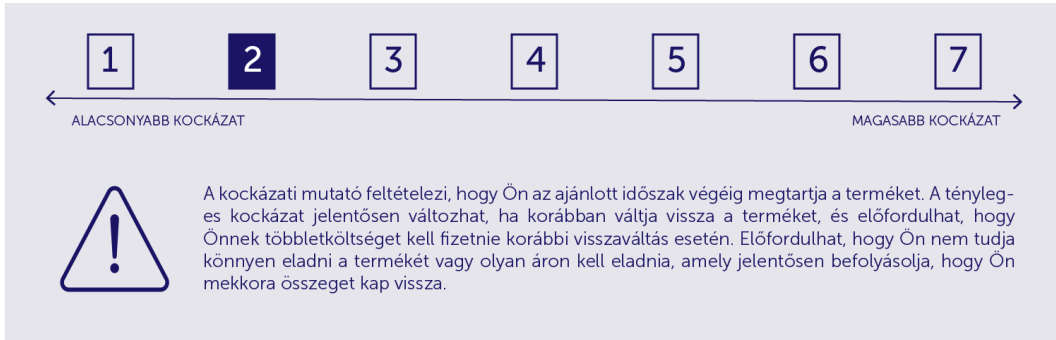 1 2 3 4 5 6 7
ALACSONYABB KOCKÁZAT MAGASABB KOCKÁZAT
A kockázati mutató feltételezi, hogy Ön az ajánlott időszak végéig megtartja a terméket. A tényleg-
es kockázat jelentősen változhat, ha korábban váltja vissza a terméket, és előfordulhat, hogy
Önnek többletköltséget kell fizetnie korábbi visszaváltás esetén. Előfordulhat, hogy Ön nem tudja
könnyen eladni a termékét vagy olyan áron kell eladnia, amely jelentősen befolyásolja, hogy Ön
mekkora összeget kap vissza.